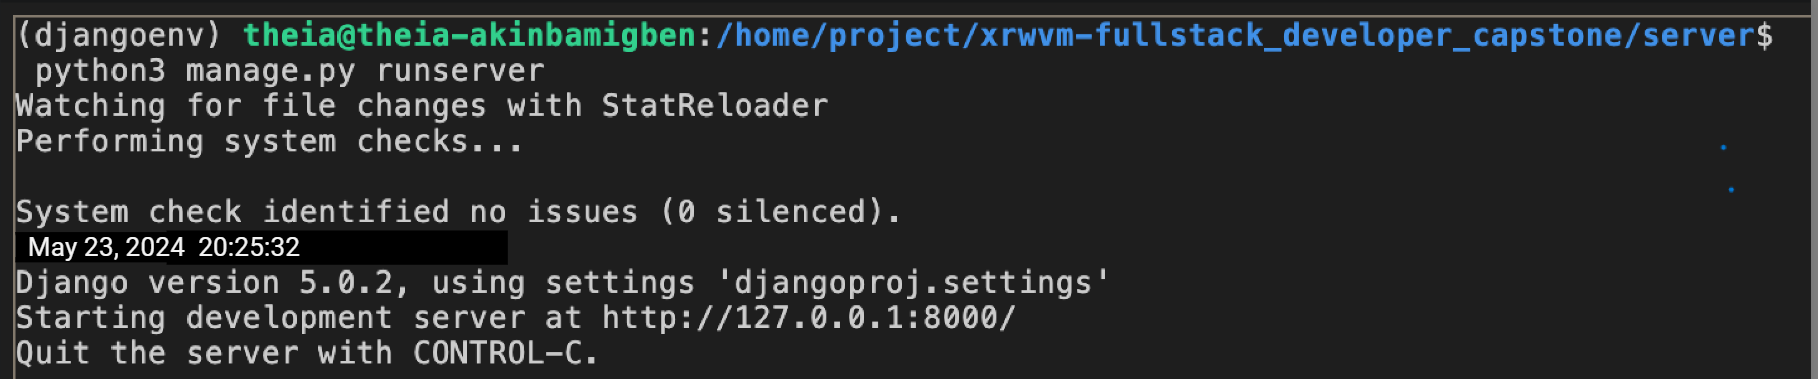 (djangoenv) theia@theia-akinbamigben:/home/project/xrwvm-fullstack_developer_capstone/server$
python3 manage.py runserver
Watching for file changes with StatReloader
Performing system checks...
System check identified no issues (0 silenced).
May 23, 2024 20:25:32
Django version 5.0.2, using settings 'djangoproj.settings'
Starting development server at http://127.0.0.1:8000/
Quit the server with CONTROL-C.